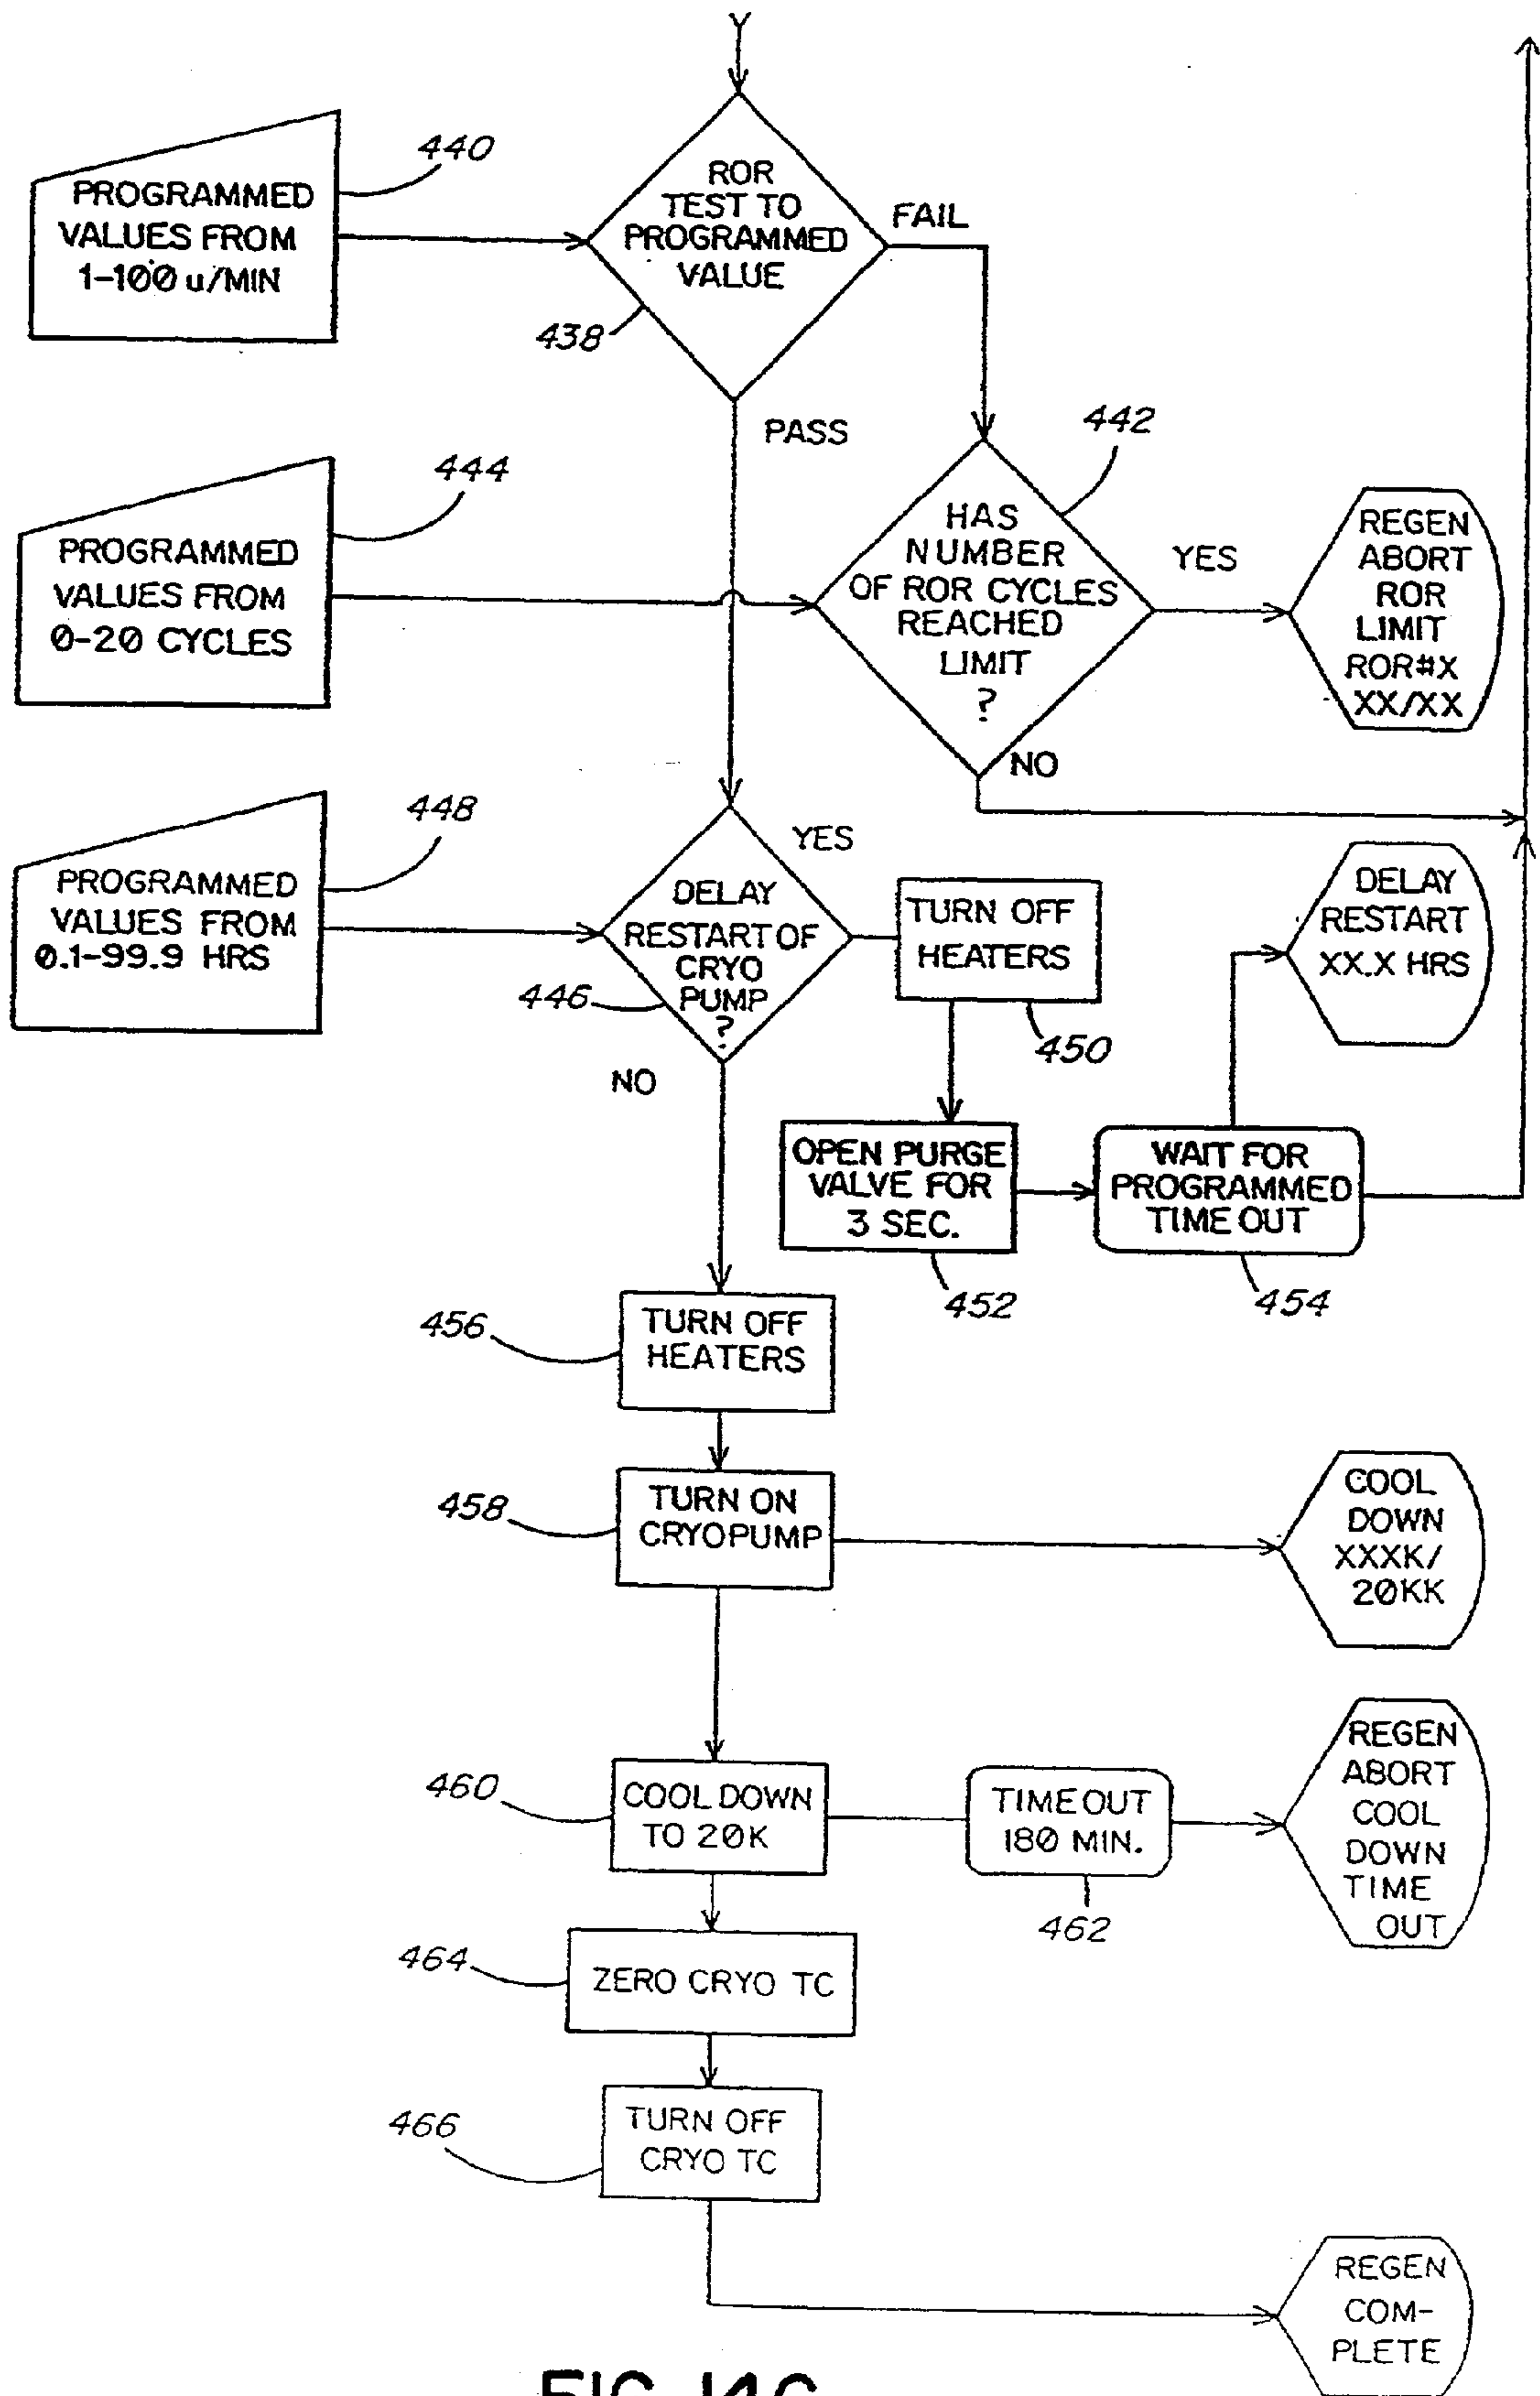 Y
PROGRAMMED
VALUES FROM
1-100 u/MIN
440
ROR
TEST TO
PROGRAMMED
VALUE
438
FAIL
PASS
PROGRAMMED
VALUES FROM
0-20 CYCLES
444
HAS
NUMBER
OF ROR CYCLES
REACHED
LIMIT
?
442
YES
NO
REGEN
ABORT
ROR
LIMIT
ROR#X
XX/XX
PROGRAMMED
VALUES FROM
0.1-99.9 HRS
448
DELAY
RESTART OF
CRYO
PUMP
?
446
YES
NO
TURN OFF
HEATERS
450
DELAY
RESTART
XX.X HRS
OPEN PURGE
VALVE FOR
3 SEC.
452
WAIT FOR
PROGRAMMED
TIME OUT
454
456
TURN OFF
HEATERS
458
TURN ON
CRYOPUMP
COOL
DOWN
XXXK/
20KK
460
COOL DOWN
TO 20K
TIME OUT
180 MIN.
462
REGEN
ABORT
COOL
DOWN
TIME
OUT
464
ZERO CRYO TC
466
TURN OFF
CRYO TC
REGEN
COM-
PLETE
FIG. 14C